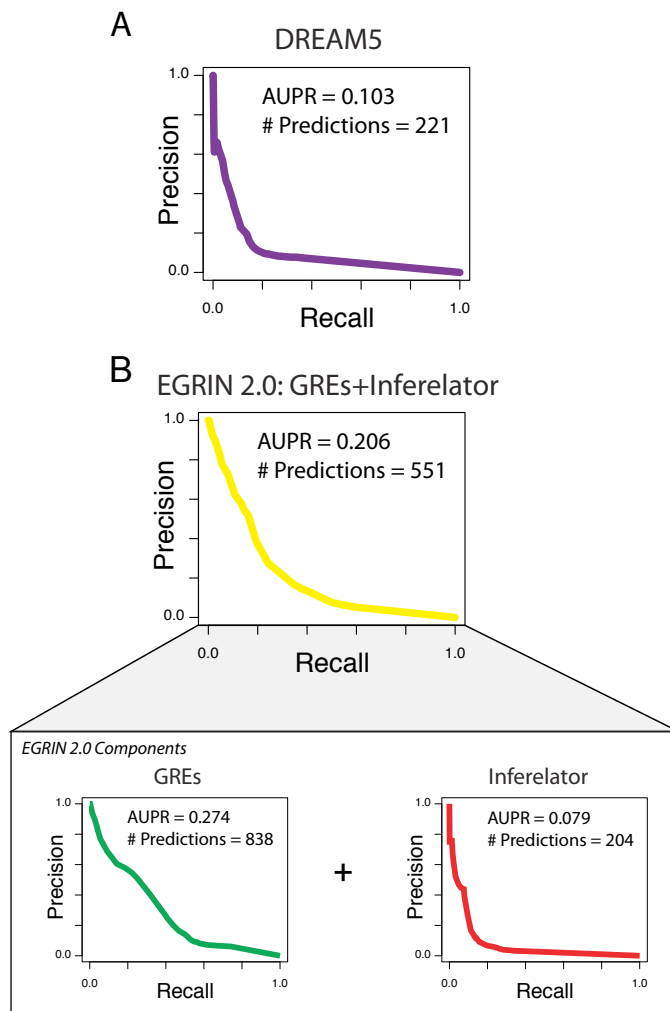 A
DREAM5
1.0
AUPR = 0.103
# Predictions = 221
Precision
0.0
0.0
1.0
Recall
B
EGRIN 2.0: GREs+Inferelator
1.0
AUPR = 0.206
# Predictions = 551
Precision
0.0
0.0
1.0
Recall
EGRIN 2.0 Components
GREs
1.0
AUPR = 0.274
# Predictions = 838
Precision
0.0
0.0
1.0
Recall
+
Inferelator
1.0
AUPR = 0.079
# Predictions = 204
Precision
0.0
0.0
1.0
Recall